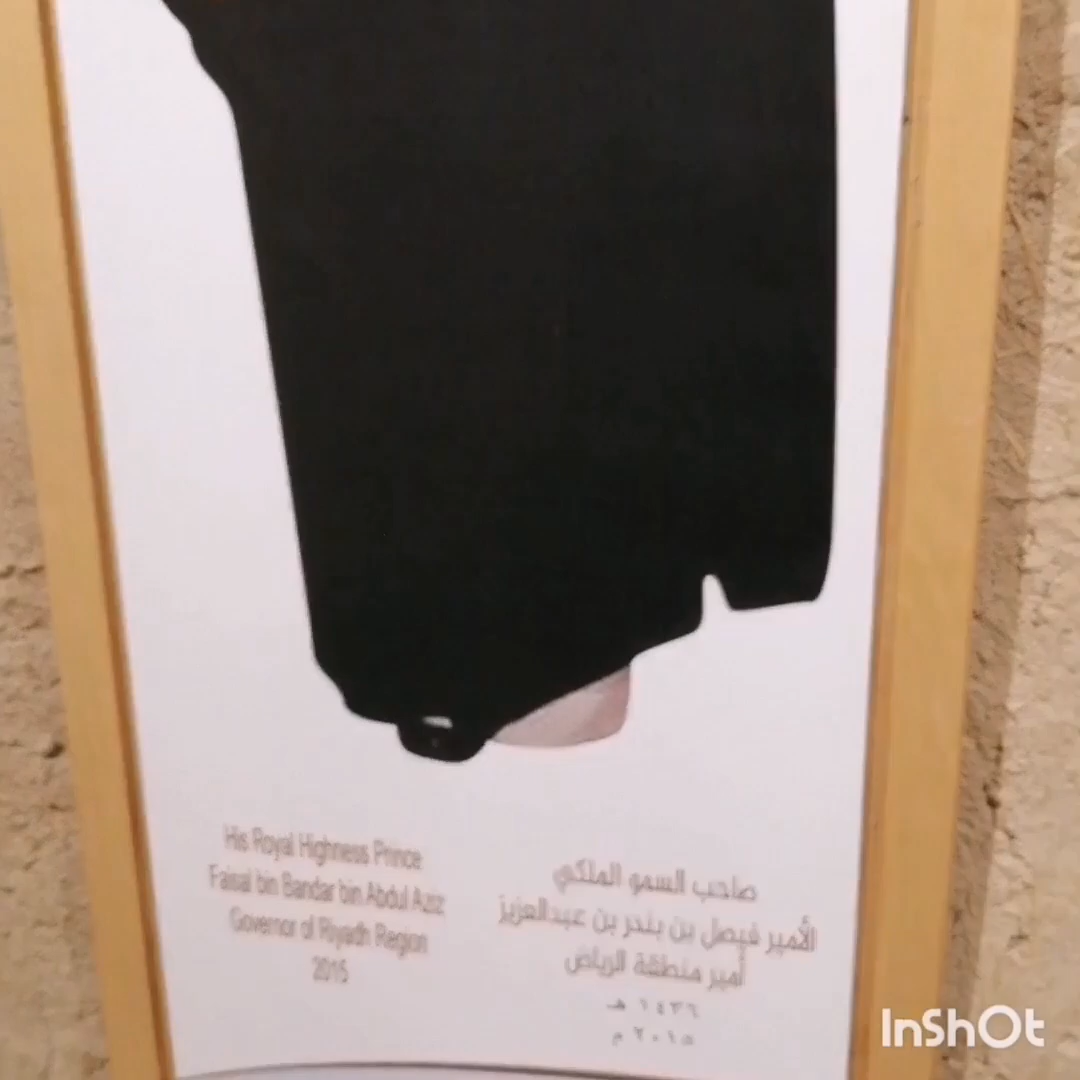 His Royal Highness Prince
Faisal bin Bandar bin Abdul Aziz
Governor of Riyadh Region
2015
صاحب السمو الملكي
الأمير فيصل بن بندر بن عبدالعزيز
أمير منطقة الرياض
١٤٣٦ هـ
٢٠١٥ م
InShOt